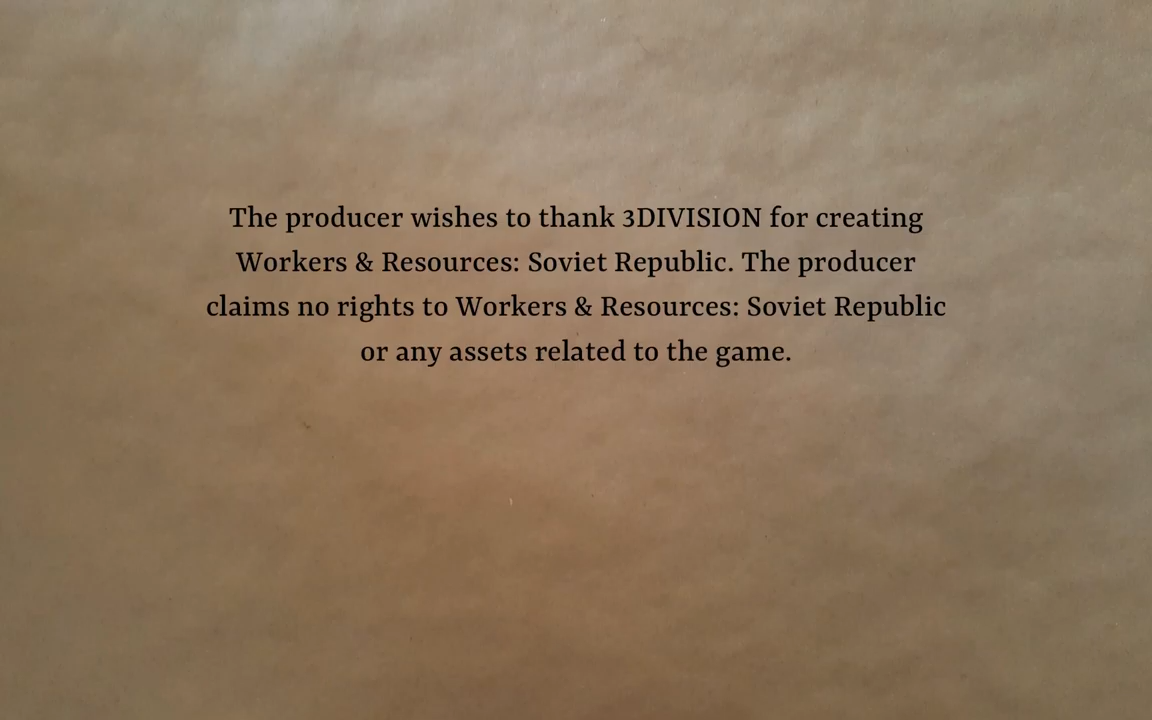 The producer wishes to thank 3DIVISION for creating
Workers & Resources: Soviet Republic. The producer
claims no rights to Workers & Resources: Soviet Republic
or any assets related to the game.